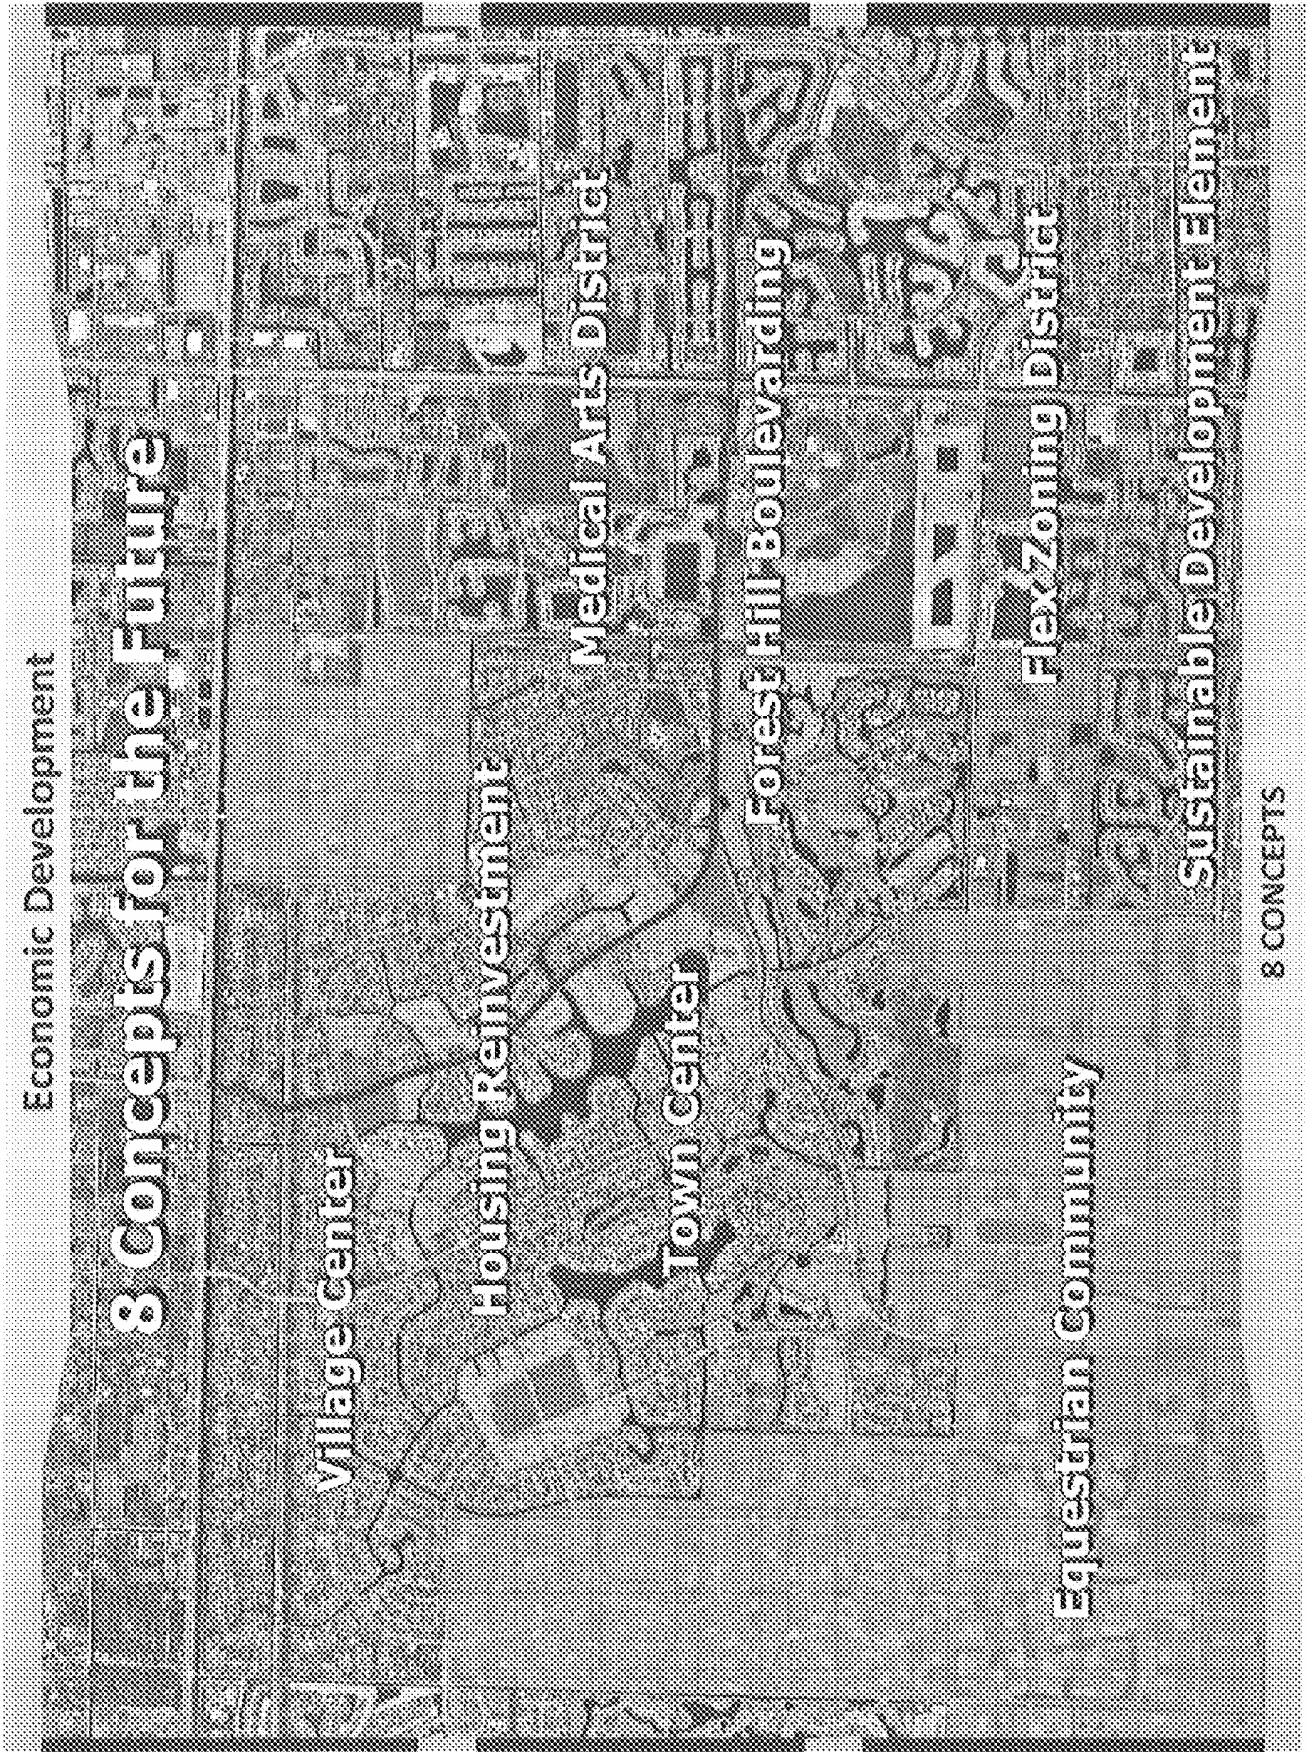 Economic Development
8 Concepts for the Future
Village Center
Housing Reinvestment
Medical Arts District
Town Center
Forest Hill Boulevarding
Flex Zoning District
Equestrian Community
Sustainable Development Element
8 CONCEPTS